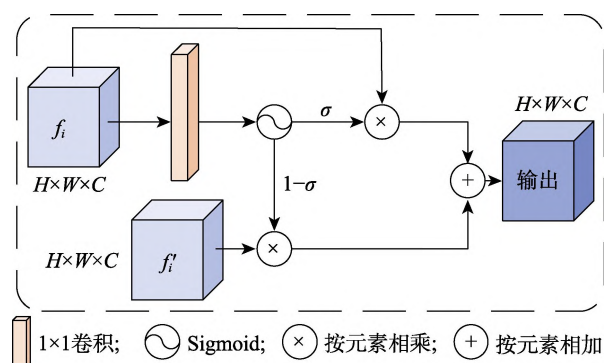 H×W×C
σ
×
f_i
H×W×C
1−σ
+
输出
H×W×C
f_i′
×
1×1卷积; Sigmoid; × 按元素相乘; + 按元素相加